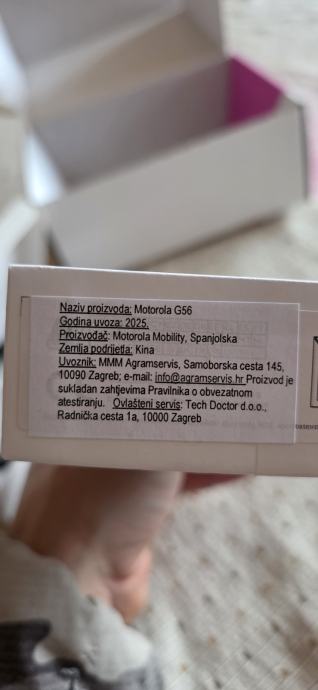 Naziv proizvoda: Motorola G56
Godina uvoza: 2025.
Proizvođač: Motorola Mobility, Španjolska
Zemlja podrijetla: Kina
Uvoznik: MMM Agramservis, Samoborska cesta 145,
10090 Zagreb; e-mail: info@agramservis.hr Proizvod je
sukladan zahtjevima Pravilnika o obveznatom
atestiranju. Ovlašteni servis: Tech Doctor d.o.o.,
Radnička cesta 1a, 10000 Zagreb